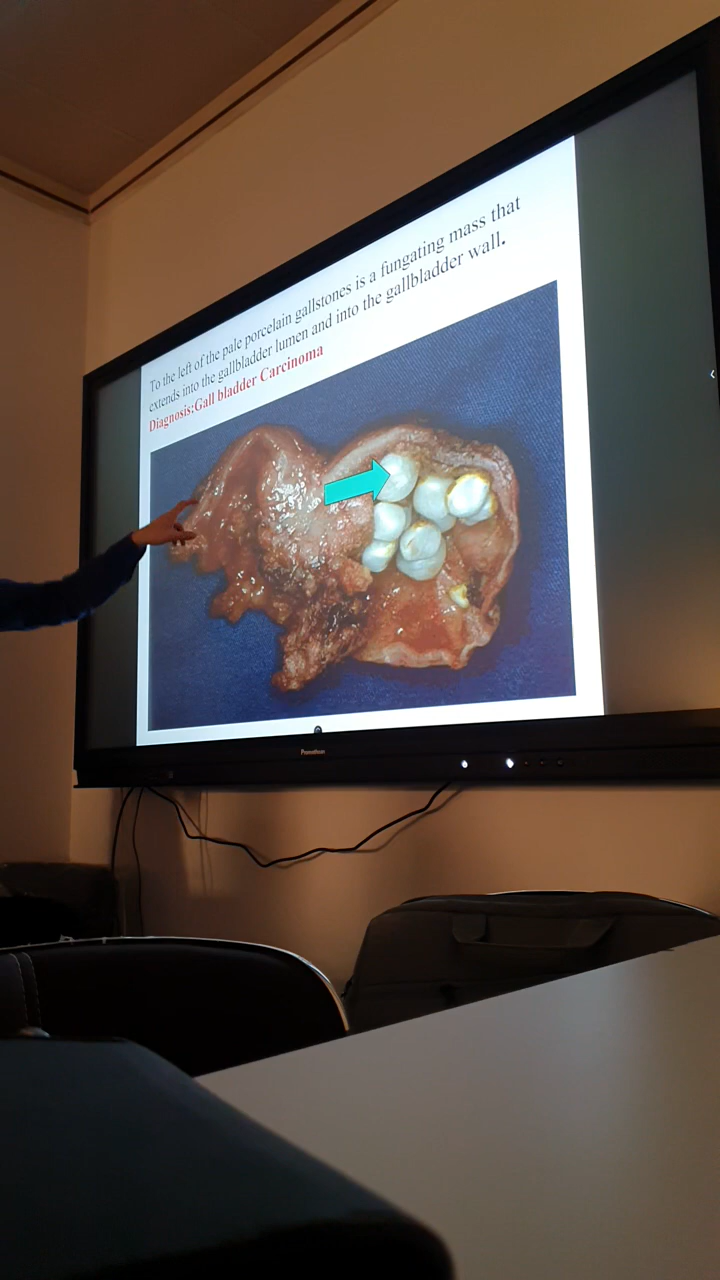 To the left of the pale porcelain gallstones is a fungating mass that
extends into the gallbladder lumen and into the gallbladder wall.
Diagnosis:Gall bladder Carcinoma